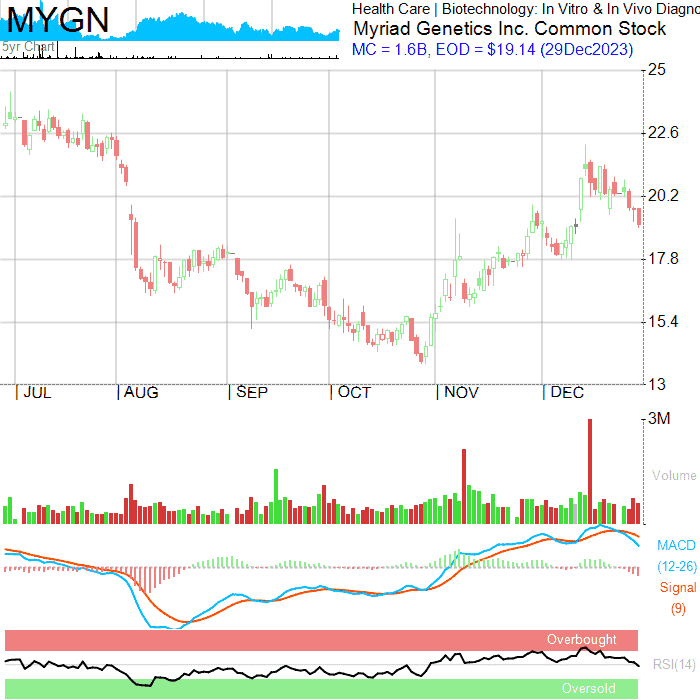 MYGN
5yr Chart
Health Care | Biotechnology: In Vitro & In Vivo Diagno
Myriad Genetics Inc. Common Stock
MC = 1.6B, EOD = $19.14 (29Dec2023)
25
22.6
20.2
17.8
15.4
13
JUL AUG SEP OCT NOV DEC
3M
Volume
MACD
(12-26)
Signal
(9)
Overbought
RSI(14)
Oversold